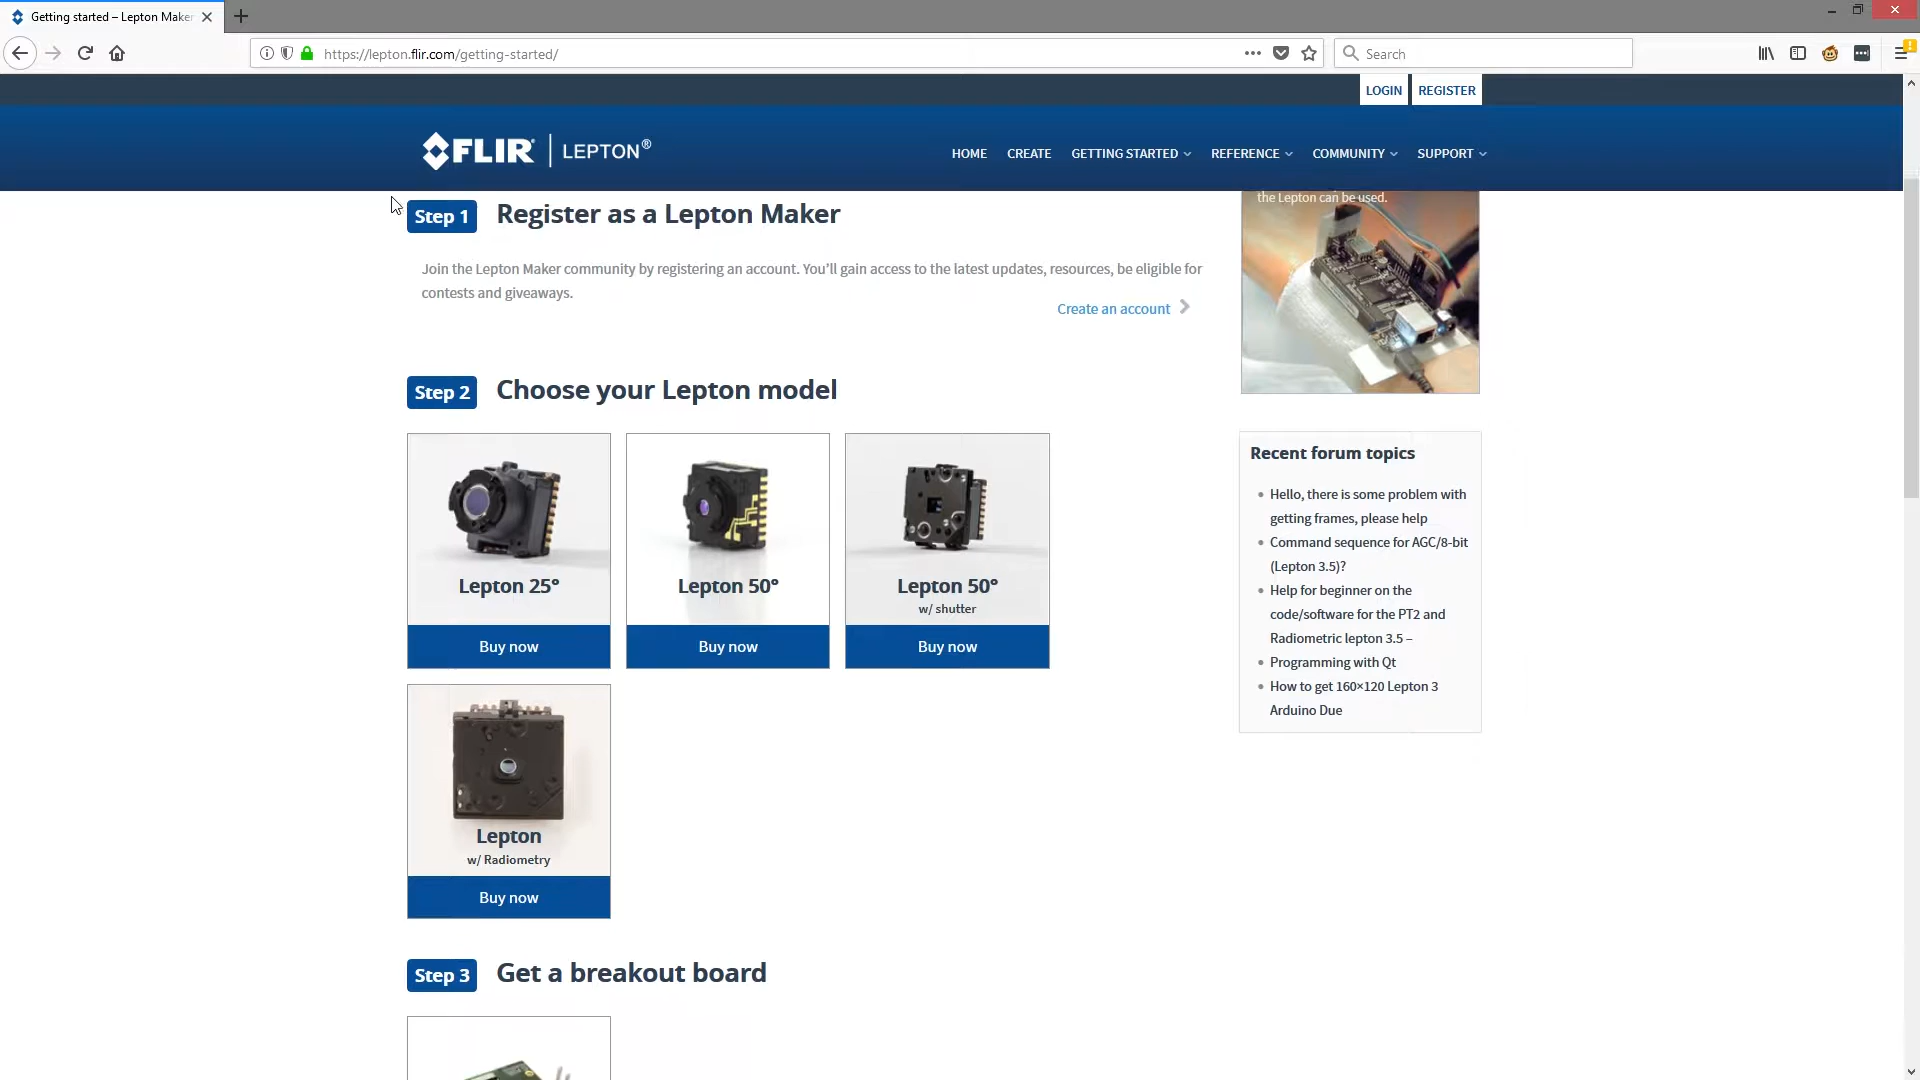 Getting started – Lepton Maker
https://lepton.flir.com/getting-started/
Search
LOGIN
REGISTER
FLIR | LEPTON®
HOME
CREATE
GETTING STARTED
REFERENCE
COMMUNITY
SUPPORT
Step 1
Register as a Lepton Maker
Join the Lepton Maker community by registering an account. You’ll gain access to the latest updates, resources, be eligible for
contests and giveaways.
Create an account
Step 2
Choose your Lepton model
Lepton 25°
Buy now
Lepton 50°
Buy now
Lepton 50°
w/ shutter
Buy now
Lepton
w/ Radiometry
Buy now
Step 3
Get a breakout board
the Lepton can be used.
Recent forum topics
Hello, there is some problem with
getting frames, please help
Command sequence for AGC/8-bit
(Lepton 3.5)?
Help for beginner on the
code/software for the PT2 and
Radiometric lepton 3.5 –
Programming with Qt
How to get 160×120 Lepton 3
Arduino Due